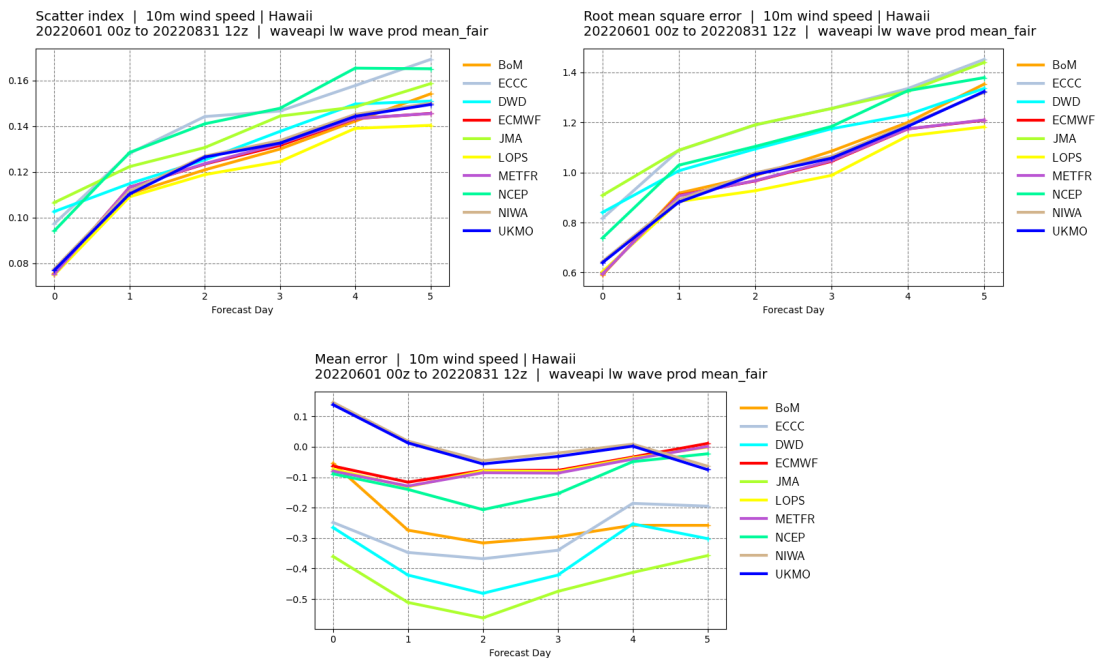 Scatter index | 10m wind speed | Hawaii
20220601 00z to 20220831 12z | waveapi lw wave prod mean_fair
0.16
0.14
0.12
0.10
0.08
0
1
2
3
4
5
Forecast Day
BoM
ECCC
DWD
ECMWF
JMA
LOPS
METFR
NCEP
NIWA
UKMO
Root mean square error | 10m wind speed | Hawaii
20220601 00z to 20220831 12z | waveapi lw wave prod mean_fair
1.4
1.2
1.0
0.8
0.6
0
1
2
3
4
5
Forecast Day
BoM
ECCC
DWD
ECMWF
JMA
LOPS
METFR
NCEP
NIWA
UKMO
Mean error | 10m wind speed | Hawaii
20220601 00z to 20220831 12z | waveapi lw wave prod mean_fair
0.1
0.0
−0.1
−0.2
−0.3
−0.4
−0.5
0
1
2
3
4
5
Forecast Day
BoM
ECCC
DWD
ECMWF
JMA
LOPS
METFR
NCEP
NIWA
UKMO